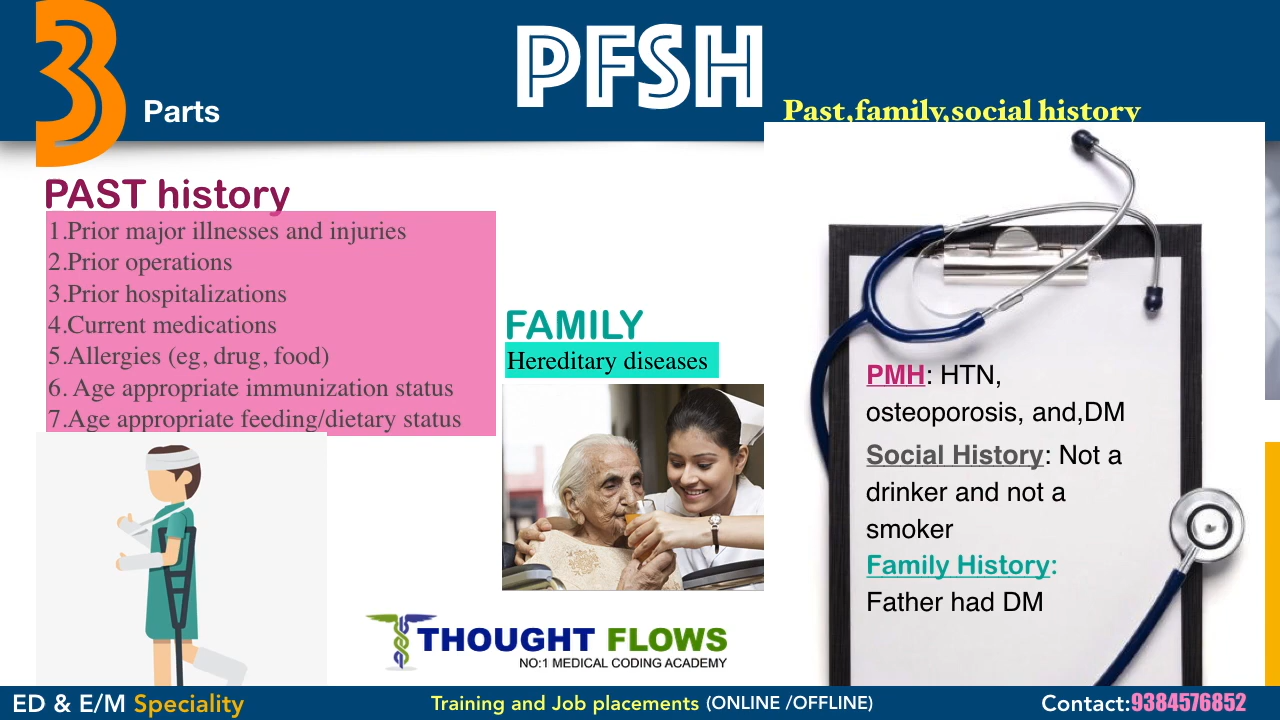 3
Parts
PFSH
Past,family,social history
PAST history
1.Prior major illnesses and injuries
2.Prior operations
3.Prior hospitalizations
4.Current medications
5.Allergies (eg, drug, food)
6. Age appropriate immunization status
7.Age appropriate feeding/dietary status
FAMILY
Hereditary diseases
PMH: HTN,
osteoporosis, and,DM
Social History: Not a
drinker and not a
smoker
Family History:
Father had DM
THOUGHT FLOWS
NO:1 MEDICAL CODING ACADEMY
ED & E/M Speciality
Training and Job placements (ONLINE /OFFLINE)
Contact:9384576852